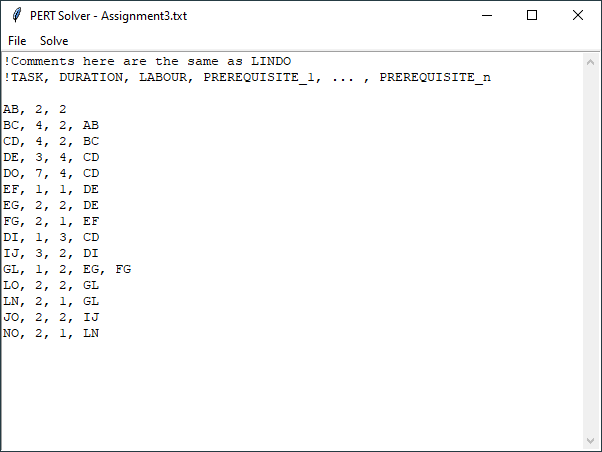 PERT Solver - Assignment3.txt
File Solve
!Comments here are the same as LINDO
!TASK, DURATION, LABOUR, PREREQUISITE_1, ... , PREREQUISITE_n
AB, 2, 2
BC, 4, 2, AB
CD, 4, 2, BC
DE, 3, 4, CD
DO, 7, 4, CD
EF, 1, 1, DE
EG, 2, 2, DE
FG, 2, 1, EF
DI, 1, 3, CD
IJ, 3, 2, DI
GL, 1, 2, EG, FG
LO, 2, 2, GL
LN, 2, 1, GL
JO, 2, 2, IJ
NO, 2, 1, LN